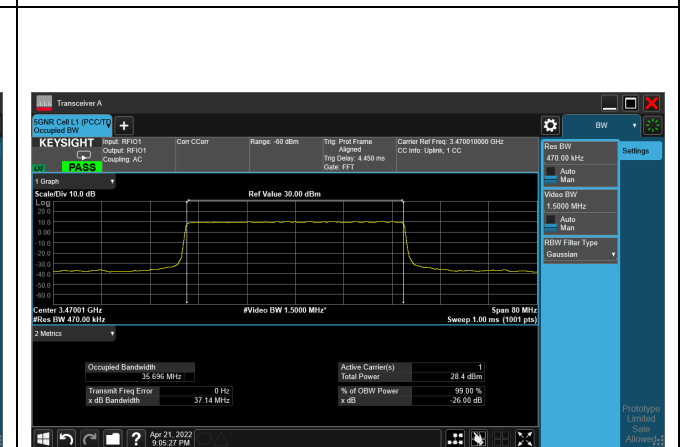 Transceiver A
5GNR Cell L1 (PCC/TD
Occupied BW
BW
KEYSIGHT
Input: RFIO1
Output: RFIO1
Coupling: AC
Corr CCorr
Range: -60 dBm
Trig: Prot Frame
Aligned
Trig Delay: 4.450 ms
Gate: FFT
Carrier Ref Freq: 3.470010000 GHz
CC Info: Uplink, 1 CC
PASS
Res BW
470.00 kHz
Auto
Man
Settings
Video BW
1.5000 MHz
Auto
Man
RBW Filter Type
Gaussian
1 Graph
Scale/Div 10.0 dB
Ref Value 30.00 dBm
Log
20.0
10.0
0.00
-10.0
-20.0
-30.0
-40.0
-50.0
-60.0
Center 3.47001 GHz
#Video BW 1.5000 MHz*
Span 80 MHz
#Res BW 470.00 kHz
Sweep 1.00 ms (1001 pts)
2 Metrics
Occupied Bandwidth
35.696 MHz
Active Carrier(s) 1
Total Power 28.4 dBm
Transmit Freq Error 0 Hz
x dB Bandwidth 37.14 MHz
% of OBW Power 99.00 %
x dB -26.00 dB
Prototype
Limited
Sale
Allowed
Apr 21, 2022
9:05:27 PM